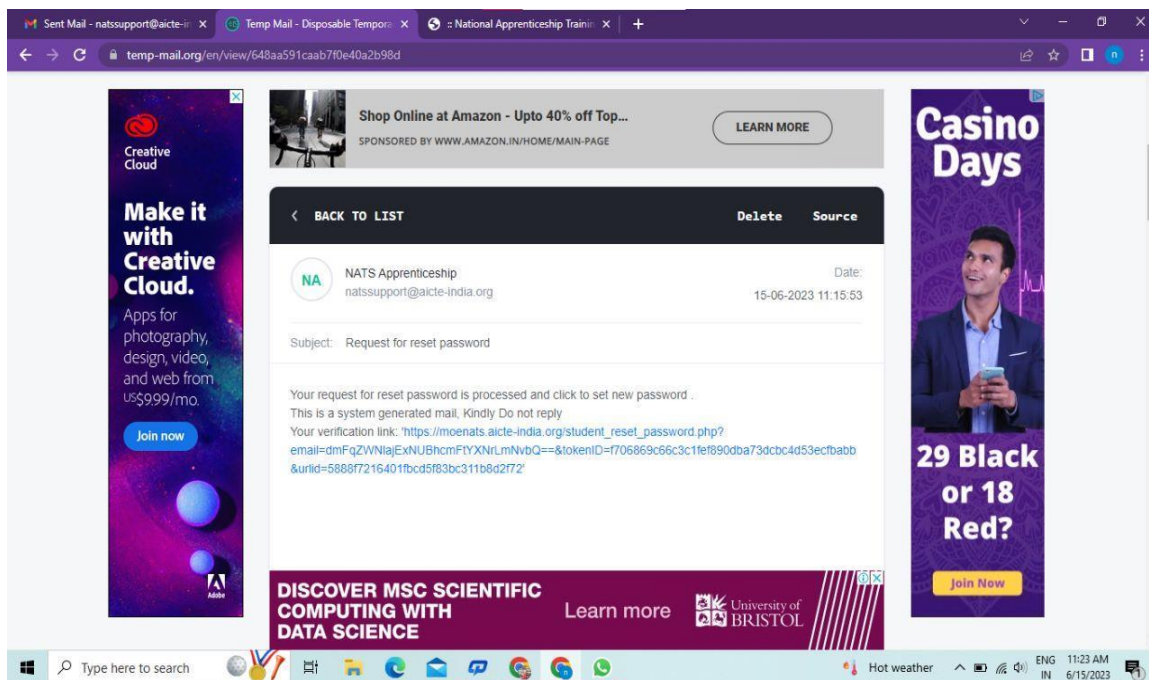 Sent Mail - natssupport@aicte-in
Temp Mail - Disposable Tempora
:: National Apprenticeship Trainin
temp-mail.org/en/view/648aa591caab7f0e40a2b98d
Creative
Cloud
Make it
with
Creative
Cloud.
Apps for
photography,
design, video,
and web from
US$9.99/mo.
Join now
Adobe
Shop Online at Amazon - Upto 40% off Top...
SPONSORED BY WWW.AMAZON.IN/HOME/MAIN-PAGE
LEARN MORE
BACK TO LIST
Delete
Source
NA
NATS Apprenticeship
natssupport@aicte-india.org
Date:
15-06-2023 11:15:53
Subject: Request for reset password
Your request for reset password is processed and click to set new password .
This is a system generated mail, Kindly Do not reply
Your verification link: 'https://moenats.aicte-india.org/student_reset_password.php?
email=dmFqZWNlajExNUBhcmFtYXNrLmNvbQ==&tokenID=f706869c66c3c1fef890dba73dcbc4d53ecfbabb
&urlid=5888f7216401fbcd5f83bc311b8d2f72'
Casino
Days
29 Black
or 18
Red?
Join Now
DISCOVER MSC SCIENTIFIC
COMPUTING WITH
DATA SCIENCE
Learn more
University of
BRISTOL
Type here to search
Hot weather
ENG
IN
11:23 AM
6/15/2023